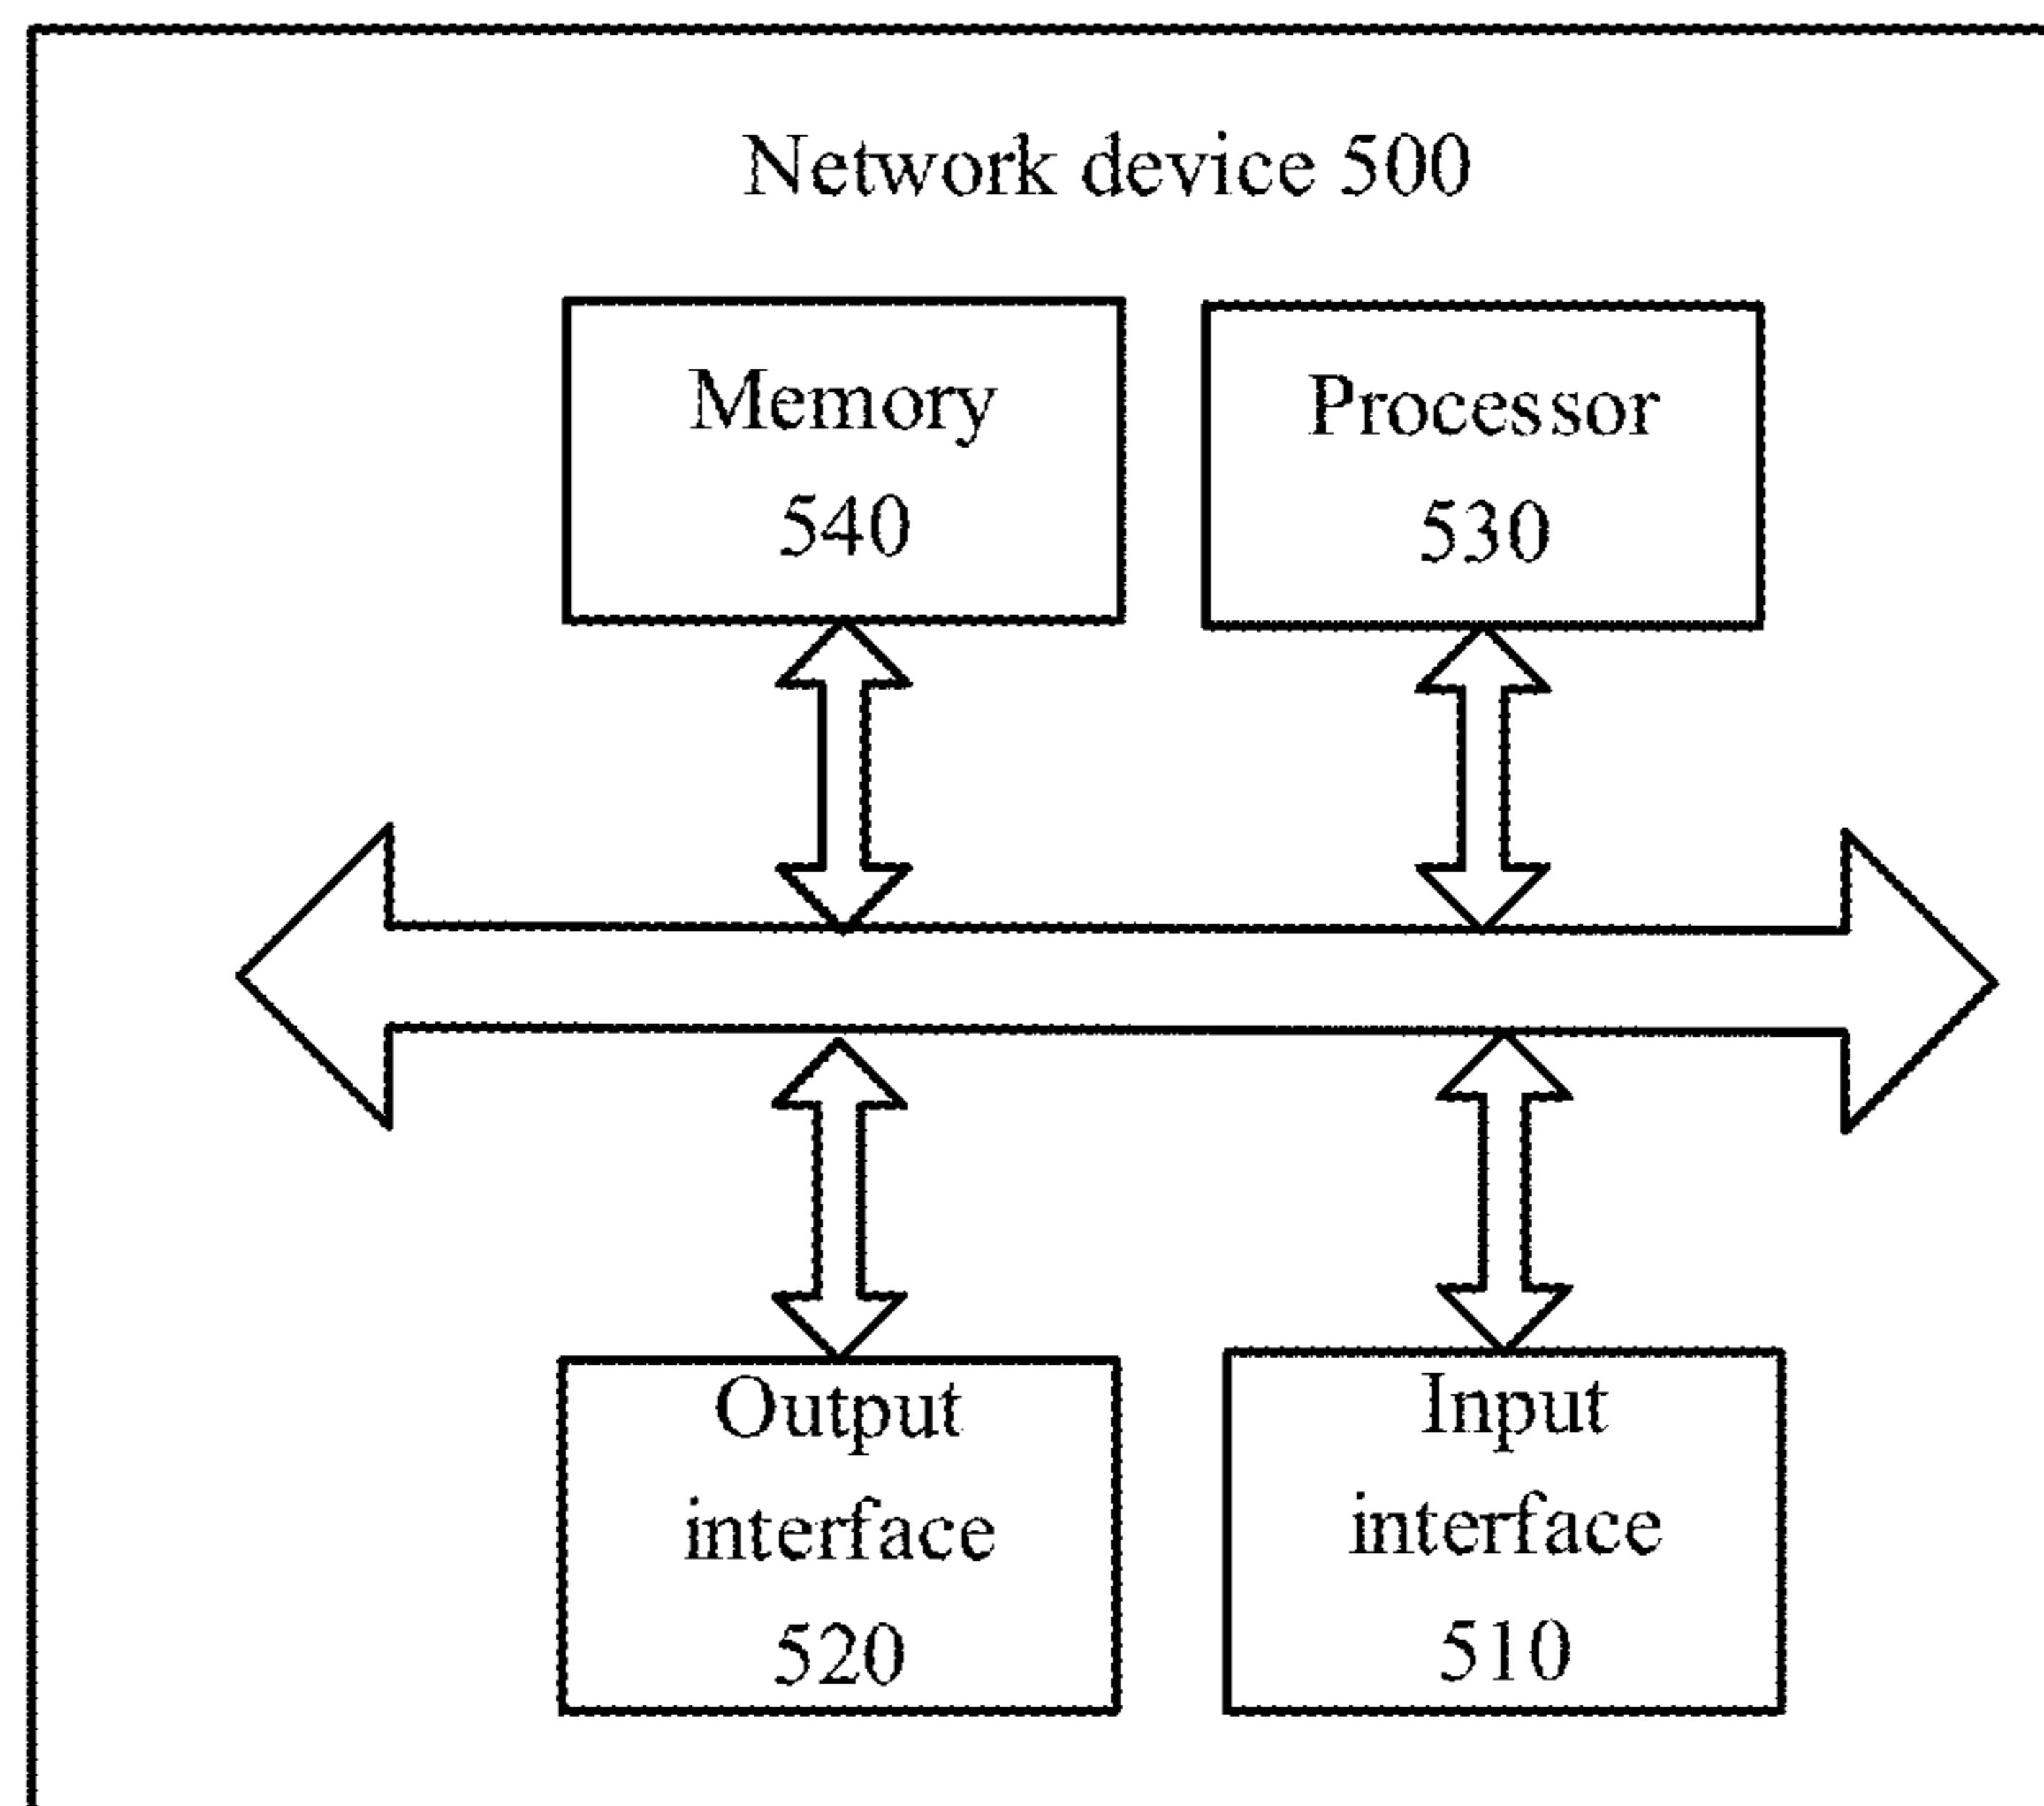 Network device 500
Memory
540
Processor
530
Output
interface
520
Input
interface
510